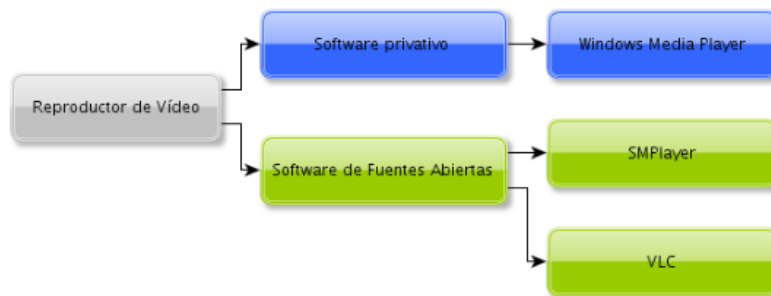 Software privativo
Windows Media Player
Reproductor de Vídeo
Software de Fuentes Abiertas
SMPlayer
VLC